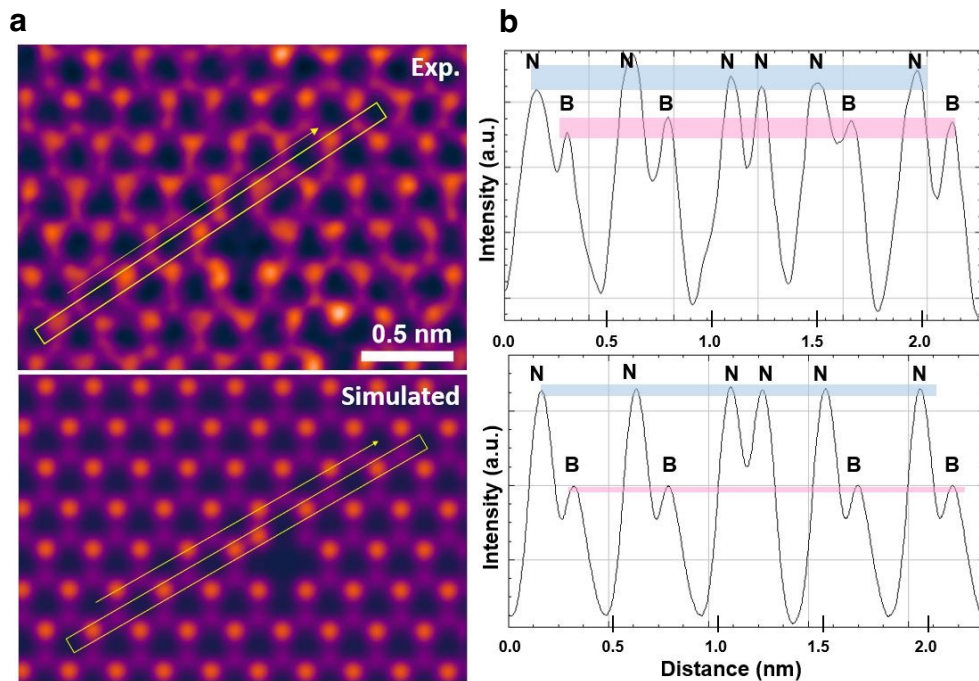 a
b
Exp.
0.5 nm
Simulated
N N N N N N
B B B B
Intensity (a.u.)
0.0 0.5 1.0 1.5 2.0
N N N N N N
B B B B
Intensity (a.u.)
0.0 0.5 1.0 1.5 2.0
Distance (nm)